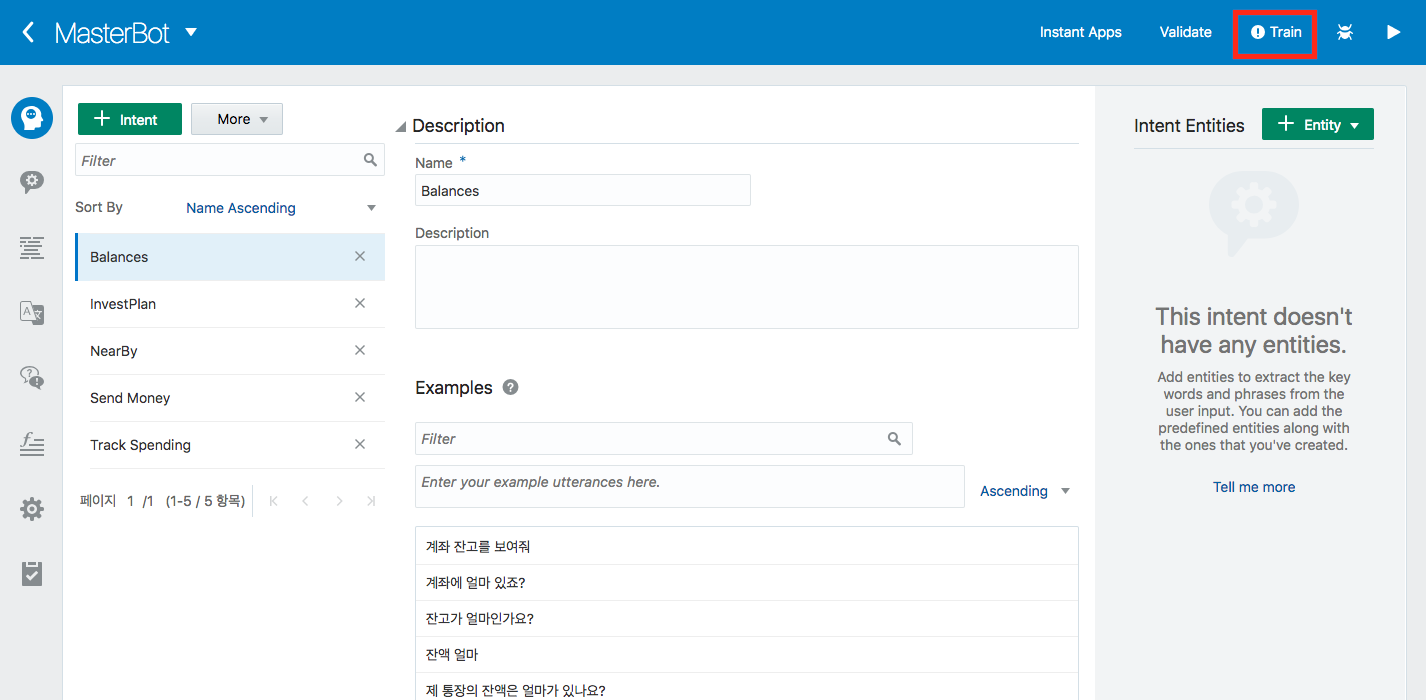 MasterBot
Instant Apps
Validate
Train
Intent
More
Filter
Sort By
Name Ascending
Balances
InvestPlan
NearBy
Send Money
Track Spending
페이지 1 /1 (1-5 / 5 항목)
Description
Name *
Balances
Description
Examples
Filter
Enter your example utterances here.
Ascending
계좌 잔고를 보여줘
계좌에 얼마 있죠?
잔고가 얼마인가요?
잔액 얼마
제 통장의 잔액은 얼마가 있나요?
Intent Entities
Entity
This intent doesn't
have any entities.
Add entities to extract the key
words and phrases from the
user input. You can add the
predefined entities along with
the ones that you've created.
Tell me more